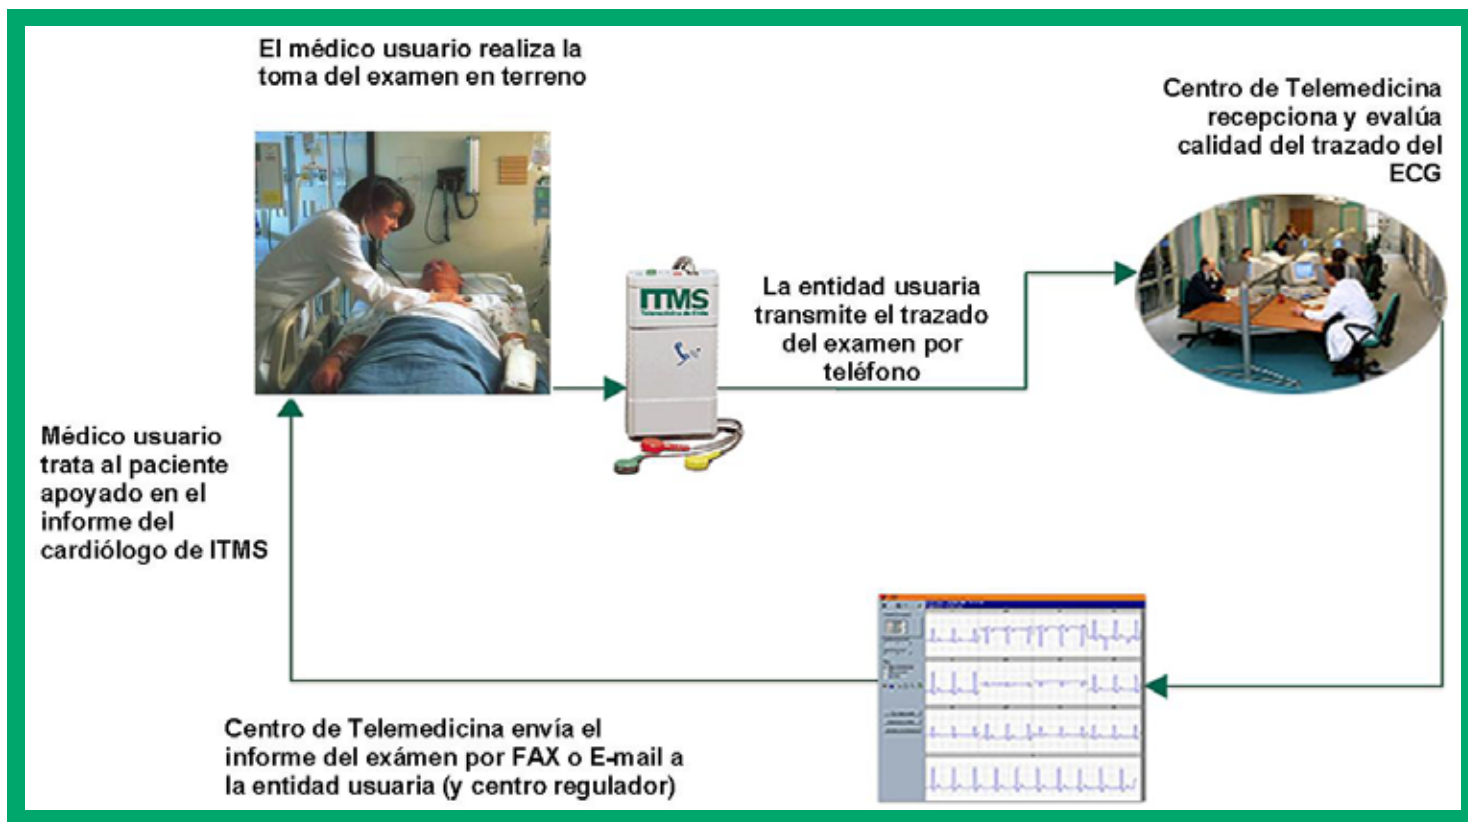 El médico usuario realiza la
toma del examen en terreno
Centro de Telemedicina
recepciona y evalúa
calidad del trazado del
ECG
ITMS
Telemedicina de Chile
La entidad usuaria
transmite el trazado
del examen por
teléfono
Médico usuario
trata al paciente
apoyado en el
informe del
cardiólogo de ITMS
Centro de Telemedicina envía el
informe del exámen por FAX o E-mail a
la entidad usuaria (y centro regulador)